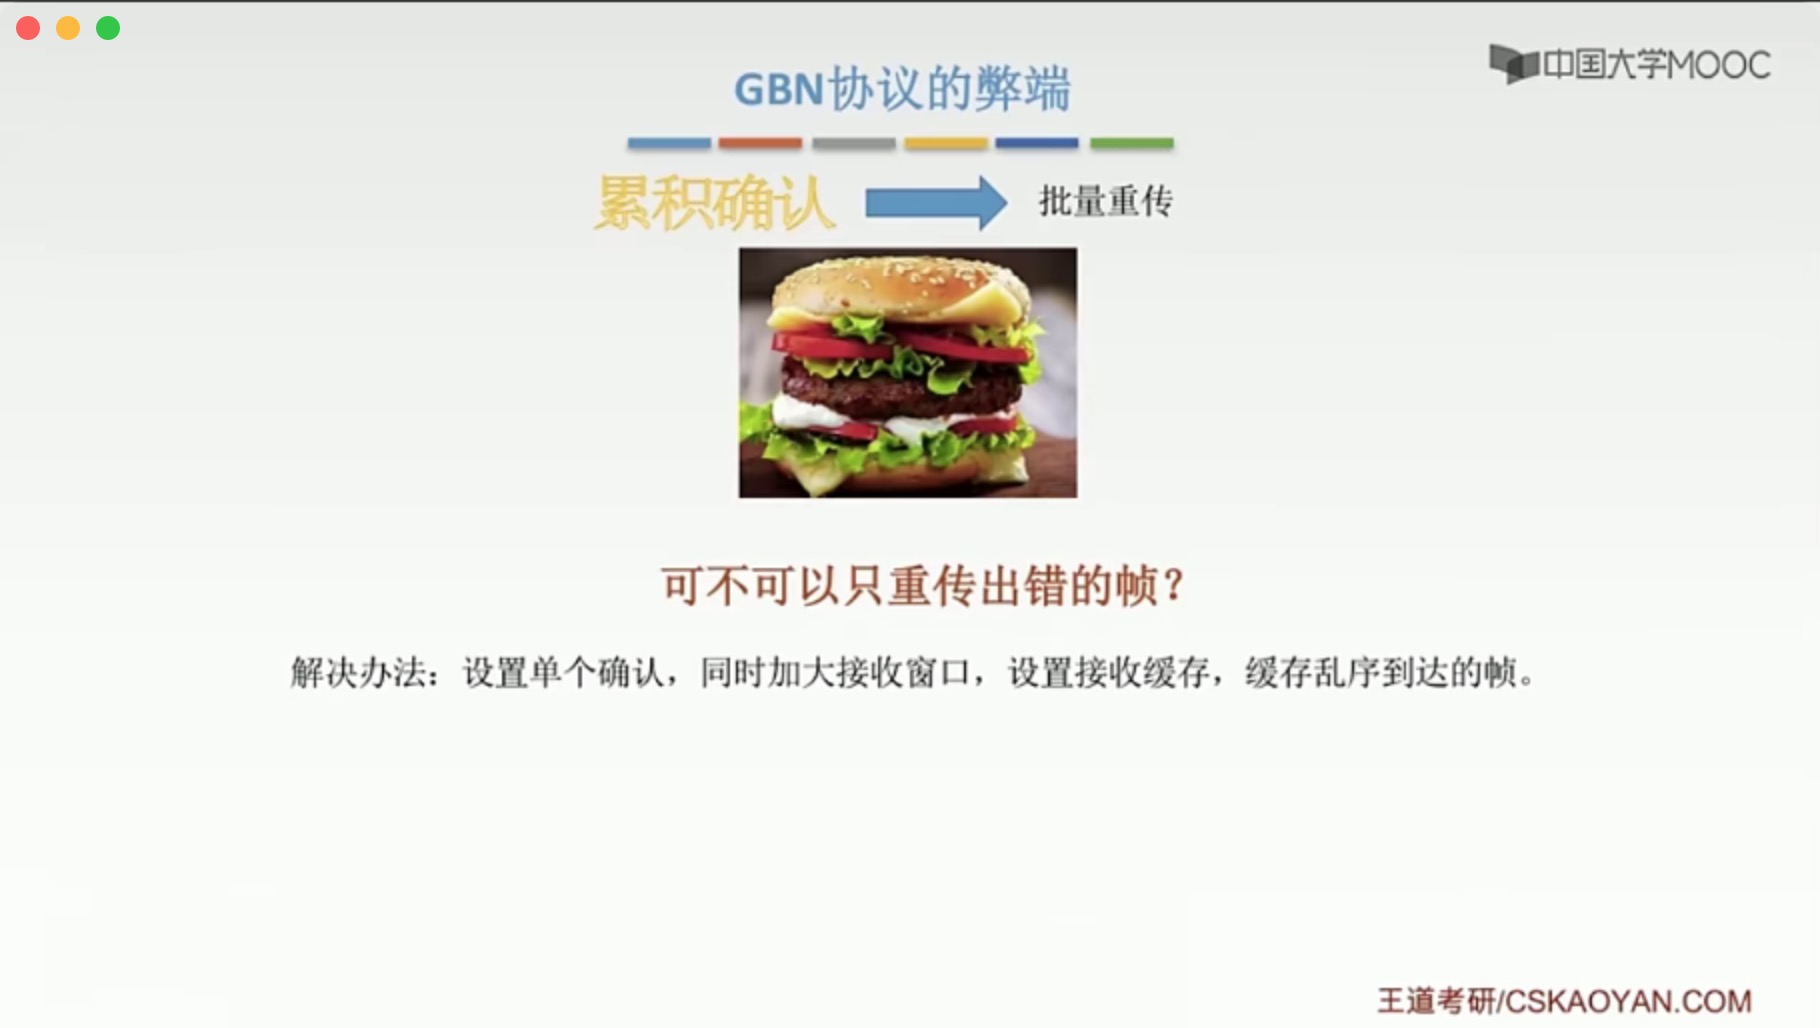 中国大学MOOC
GBN协议的弊端
累积确认
批量重传
可不可以只重传出错的帧？
解决办法：设置单个确认，同时加大接收窗口，设置接收缓存，缓存乱序到达的帧。
王道考研/CSKAOYAN.COM